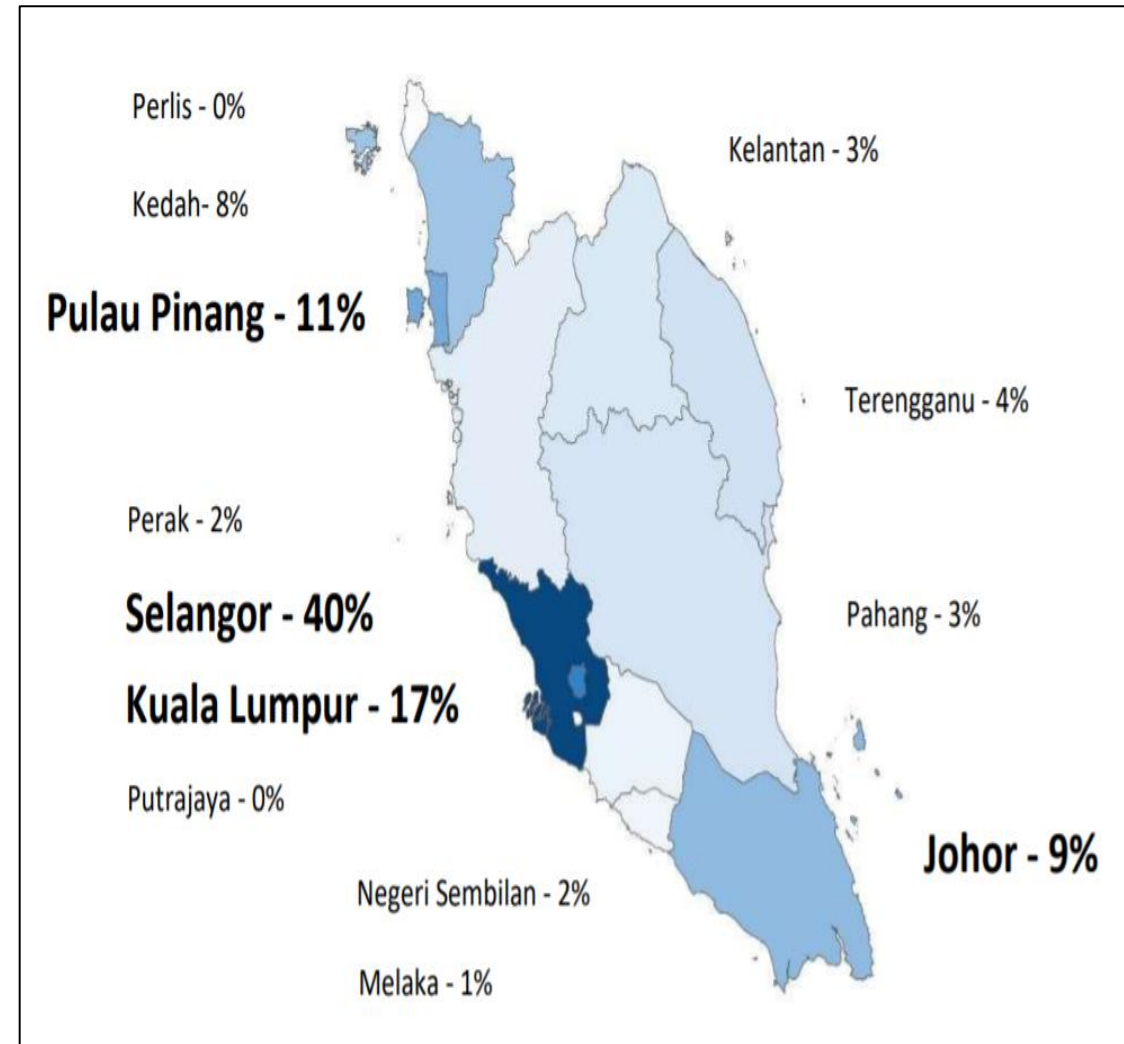 Perlis - 0%
Kelantan - 3%
Kedah- 8%
Pulau Pinang - 11%
Terengganu - 4%
Perak - 2%
Selangor - 40%
Pahang - 3%
Kuala Lumpur - 17%
Putrajaya - 0%
Johor - 9%
Negeri Sembilan - 2%
Melaka - 1%